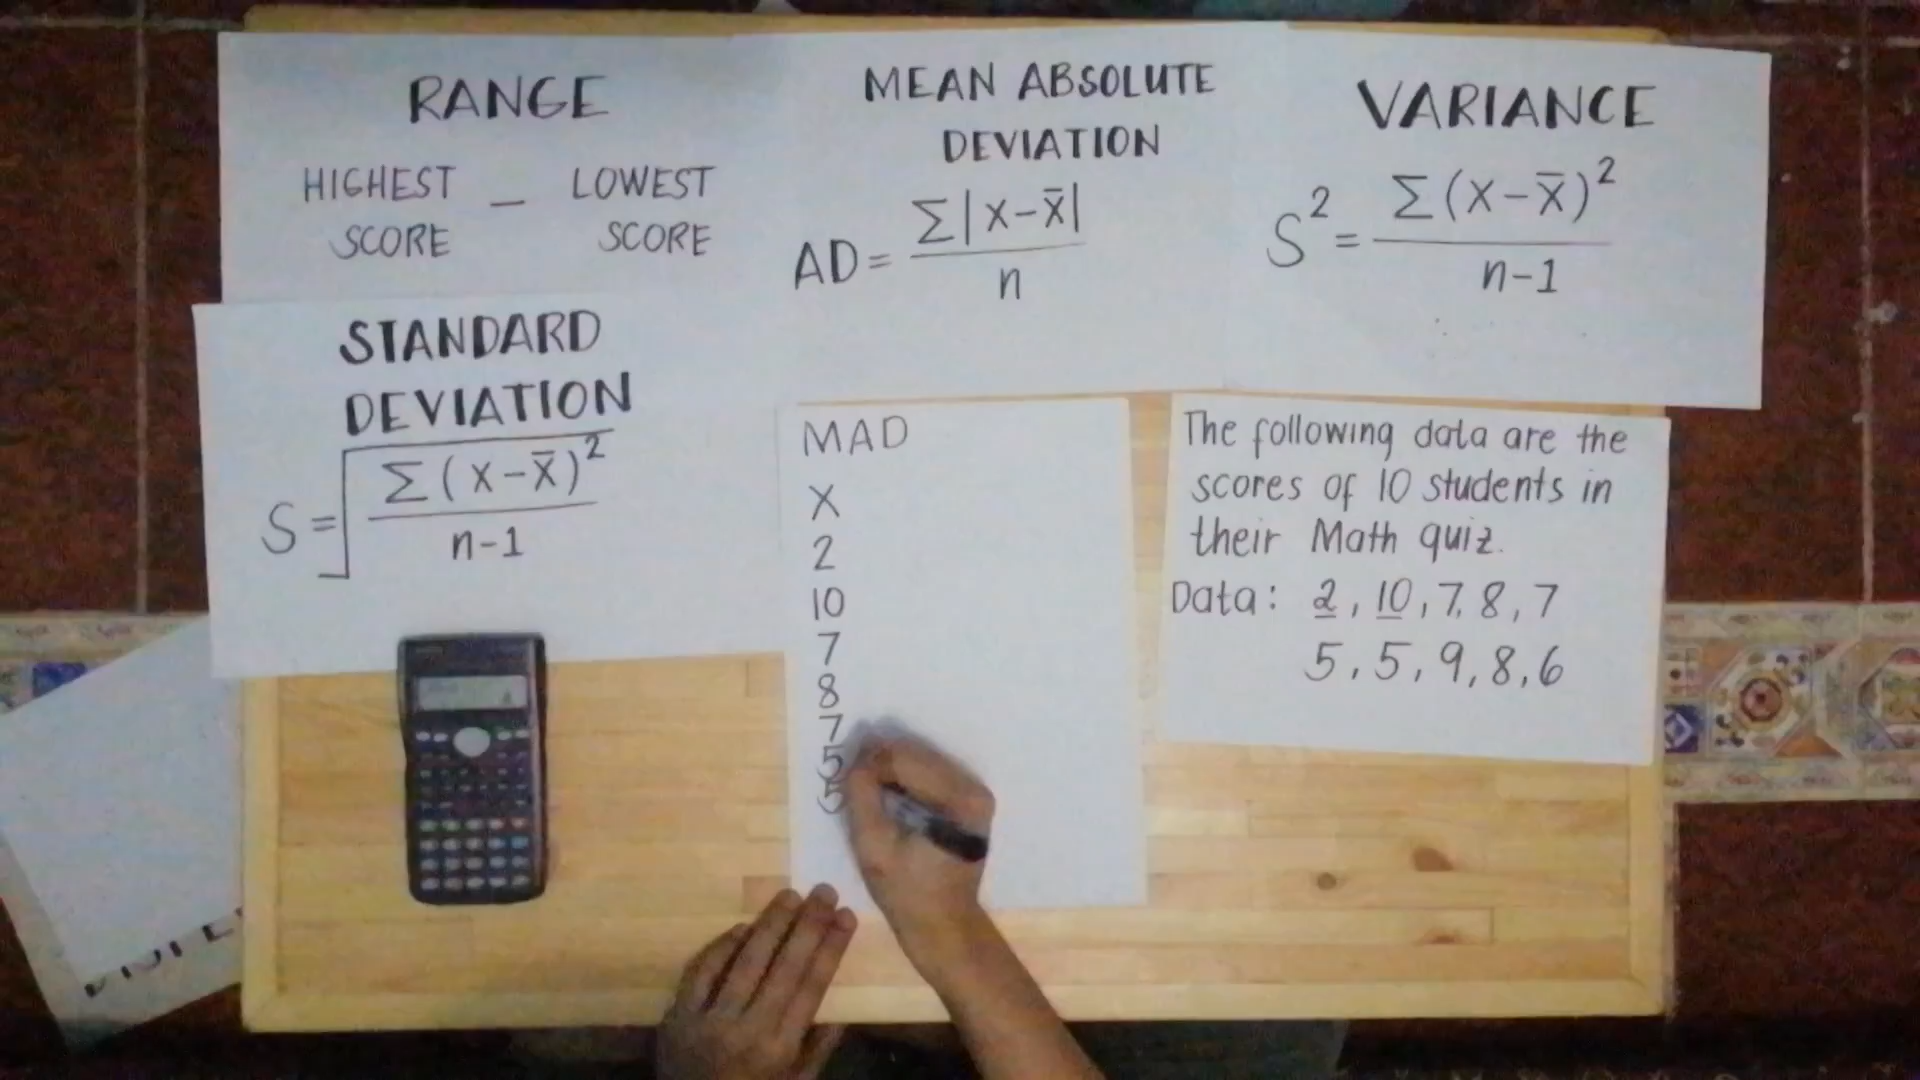 RANGE
HIGHEST SCORE - LOWEST SCORE
MEAN ABSOLUTE
DEVIATION
AD = Σ|X-X̄| / n
VARIANCE
S² = Σ(X-X̄)² / n-1
STANDARD
DEVIATION
S = √Σ(X-X̄)² / n-1
MAD
X
2
10
7
8
7
5
5
The following data are the
scores of 10 students in
their Math quiz.
Data: 2, 10, 7, 8, 7
5, 5, 9, 8, 6